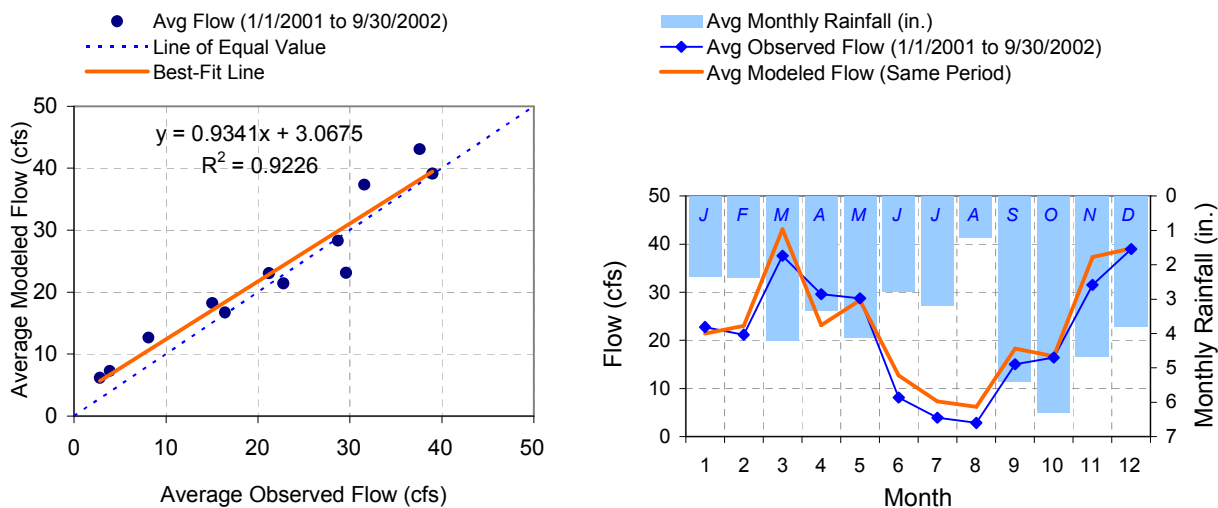 Avg Flow (1/1/2001 to 9/30/2002)
Line of Equal Value
Best-Fit Line
y = 0.9341x + 3.0675
R² = 0.9226
Average Modeled Flow (cfs)
50
40
30
20
10
0
0 10 20 30 40 50
Average Observed Flow (cfs)
Avg Monthly Rainfall (in.)
Avg Observed Flow (1/1/2001 to 9/30/2002)
Avg Modeled Flow (Same Period)
Flow (cfs)
50
40
30
20
10
0
J F M A M J J A S O N D
0
1
2
3
4
5
6
7
Monthly Rainfall (in.)
1 2 3 4 5 6 7 8 9 10 11 12
Month